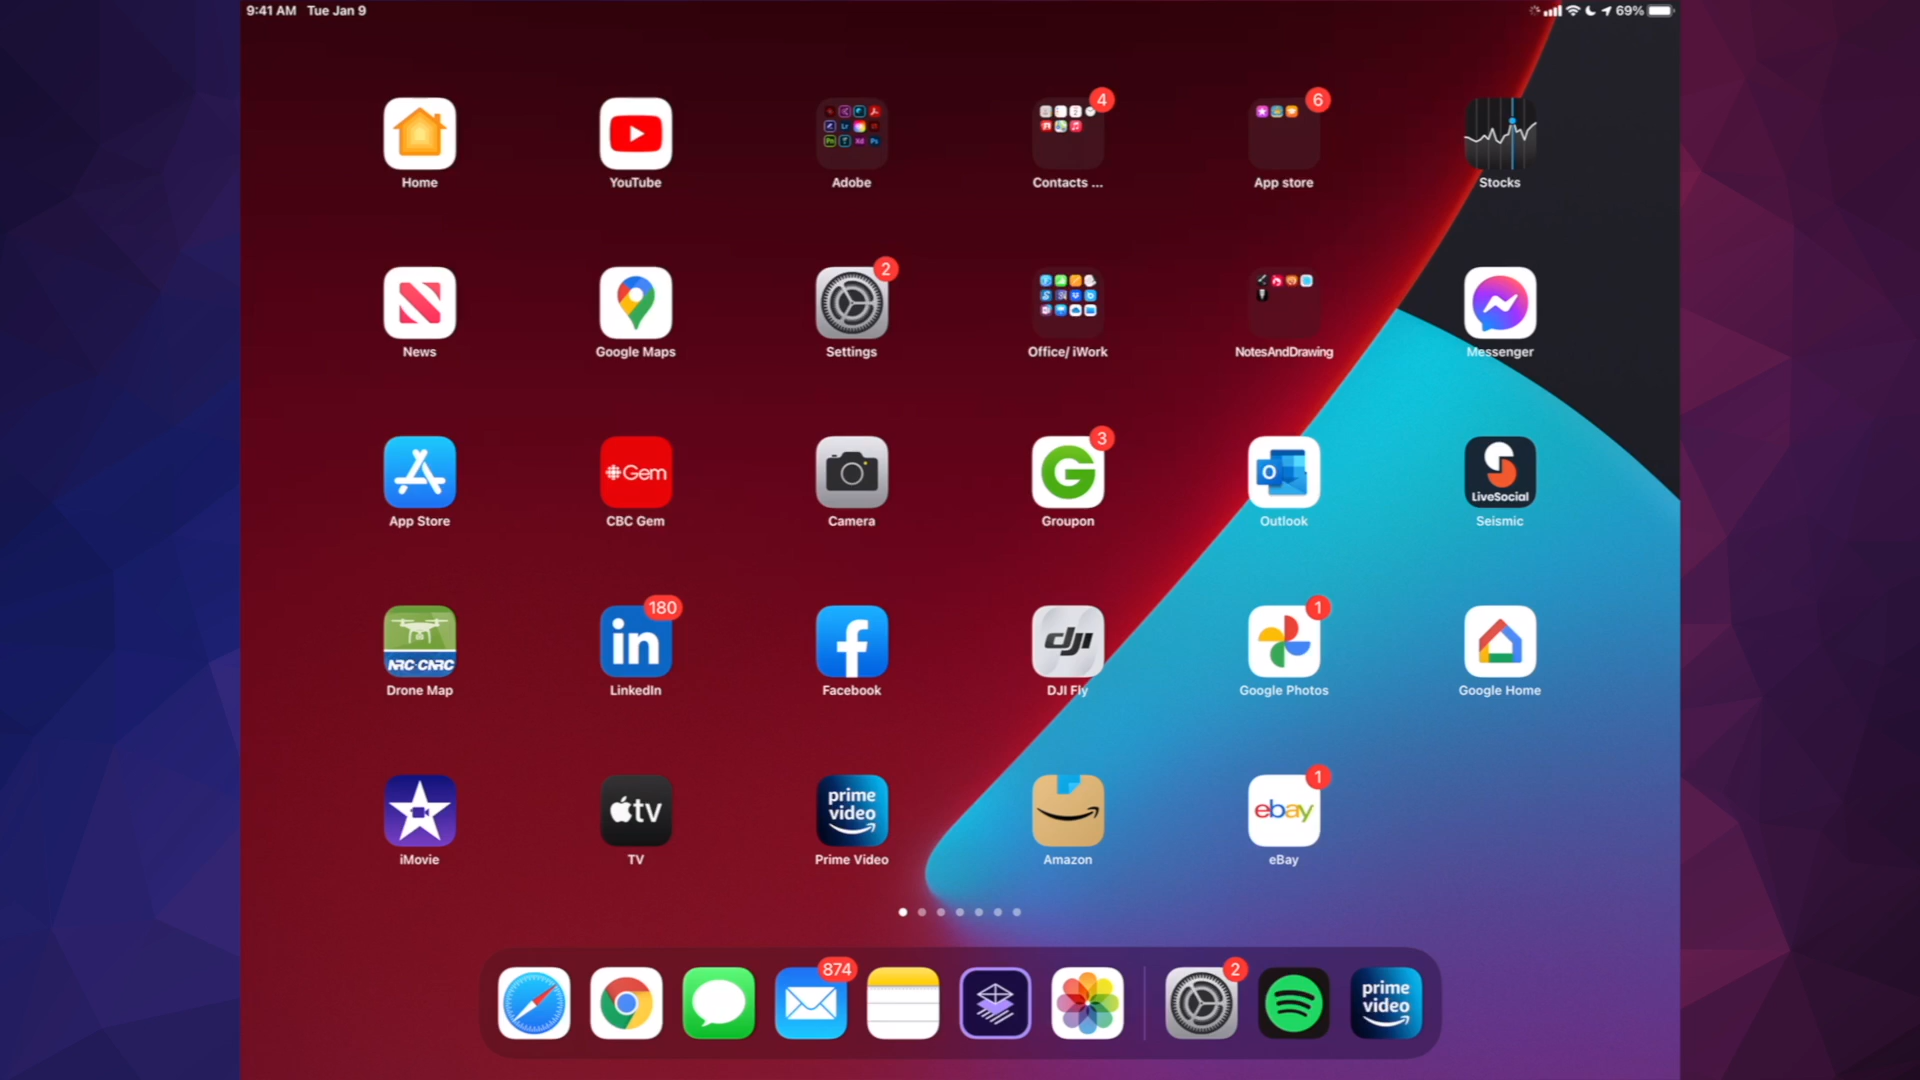 9:41 AM Tue Jan 9
69%
4
6
Home
YouTube
Adobe
Contacts ...
App store
Stocks
2
News
Google Maps
Settings
Office/ iWork
NotesAndDrawing
Messenger
Gem
3
LiveSocial
App Store
CBC Gem
Camera
Groupon
Outlook
Seismic
NRC·CNRC
180
in
dji
1
Drone Map
LinkedIn
Facebook
DJI Fly
Google Photos
Google Home
tv
prime video
ebay
1
iMovie
TV
Prime Video
Amazon
eBay
874
2
prime video